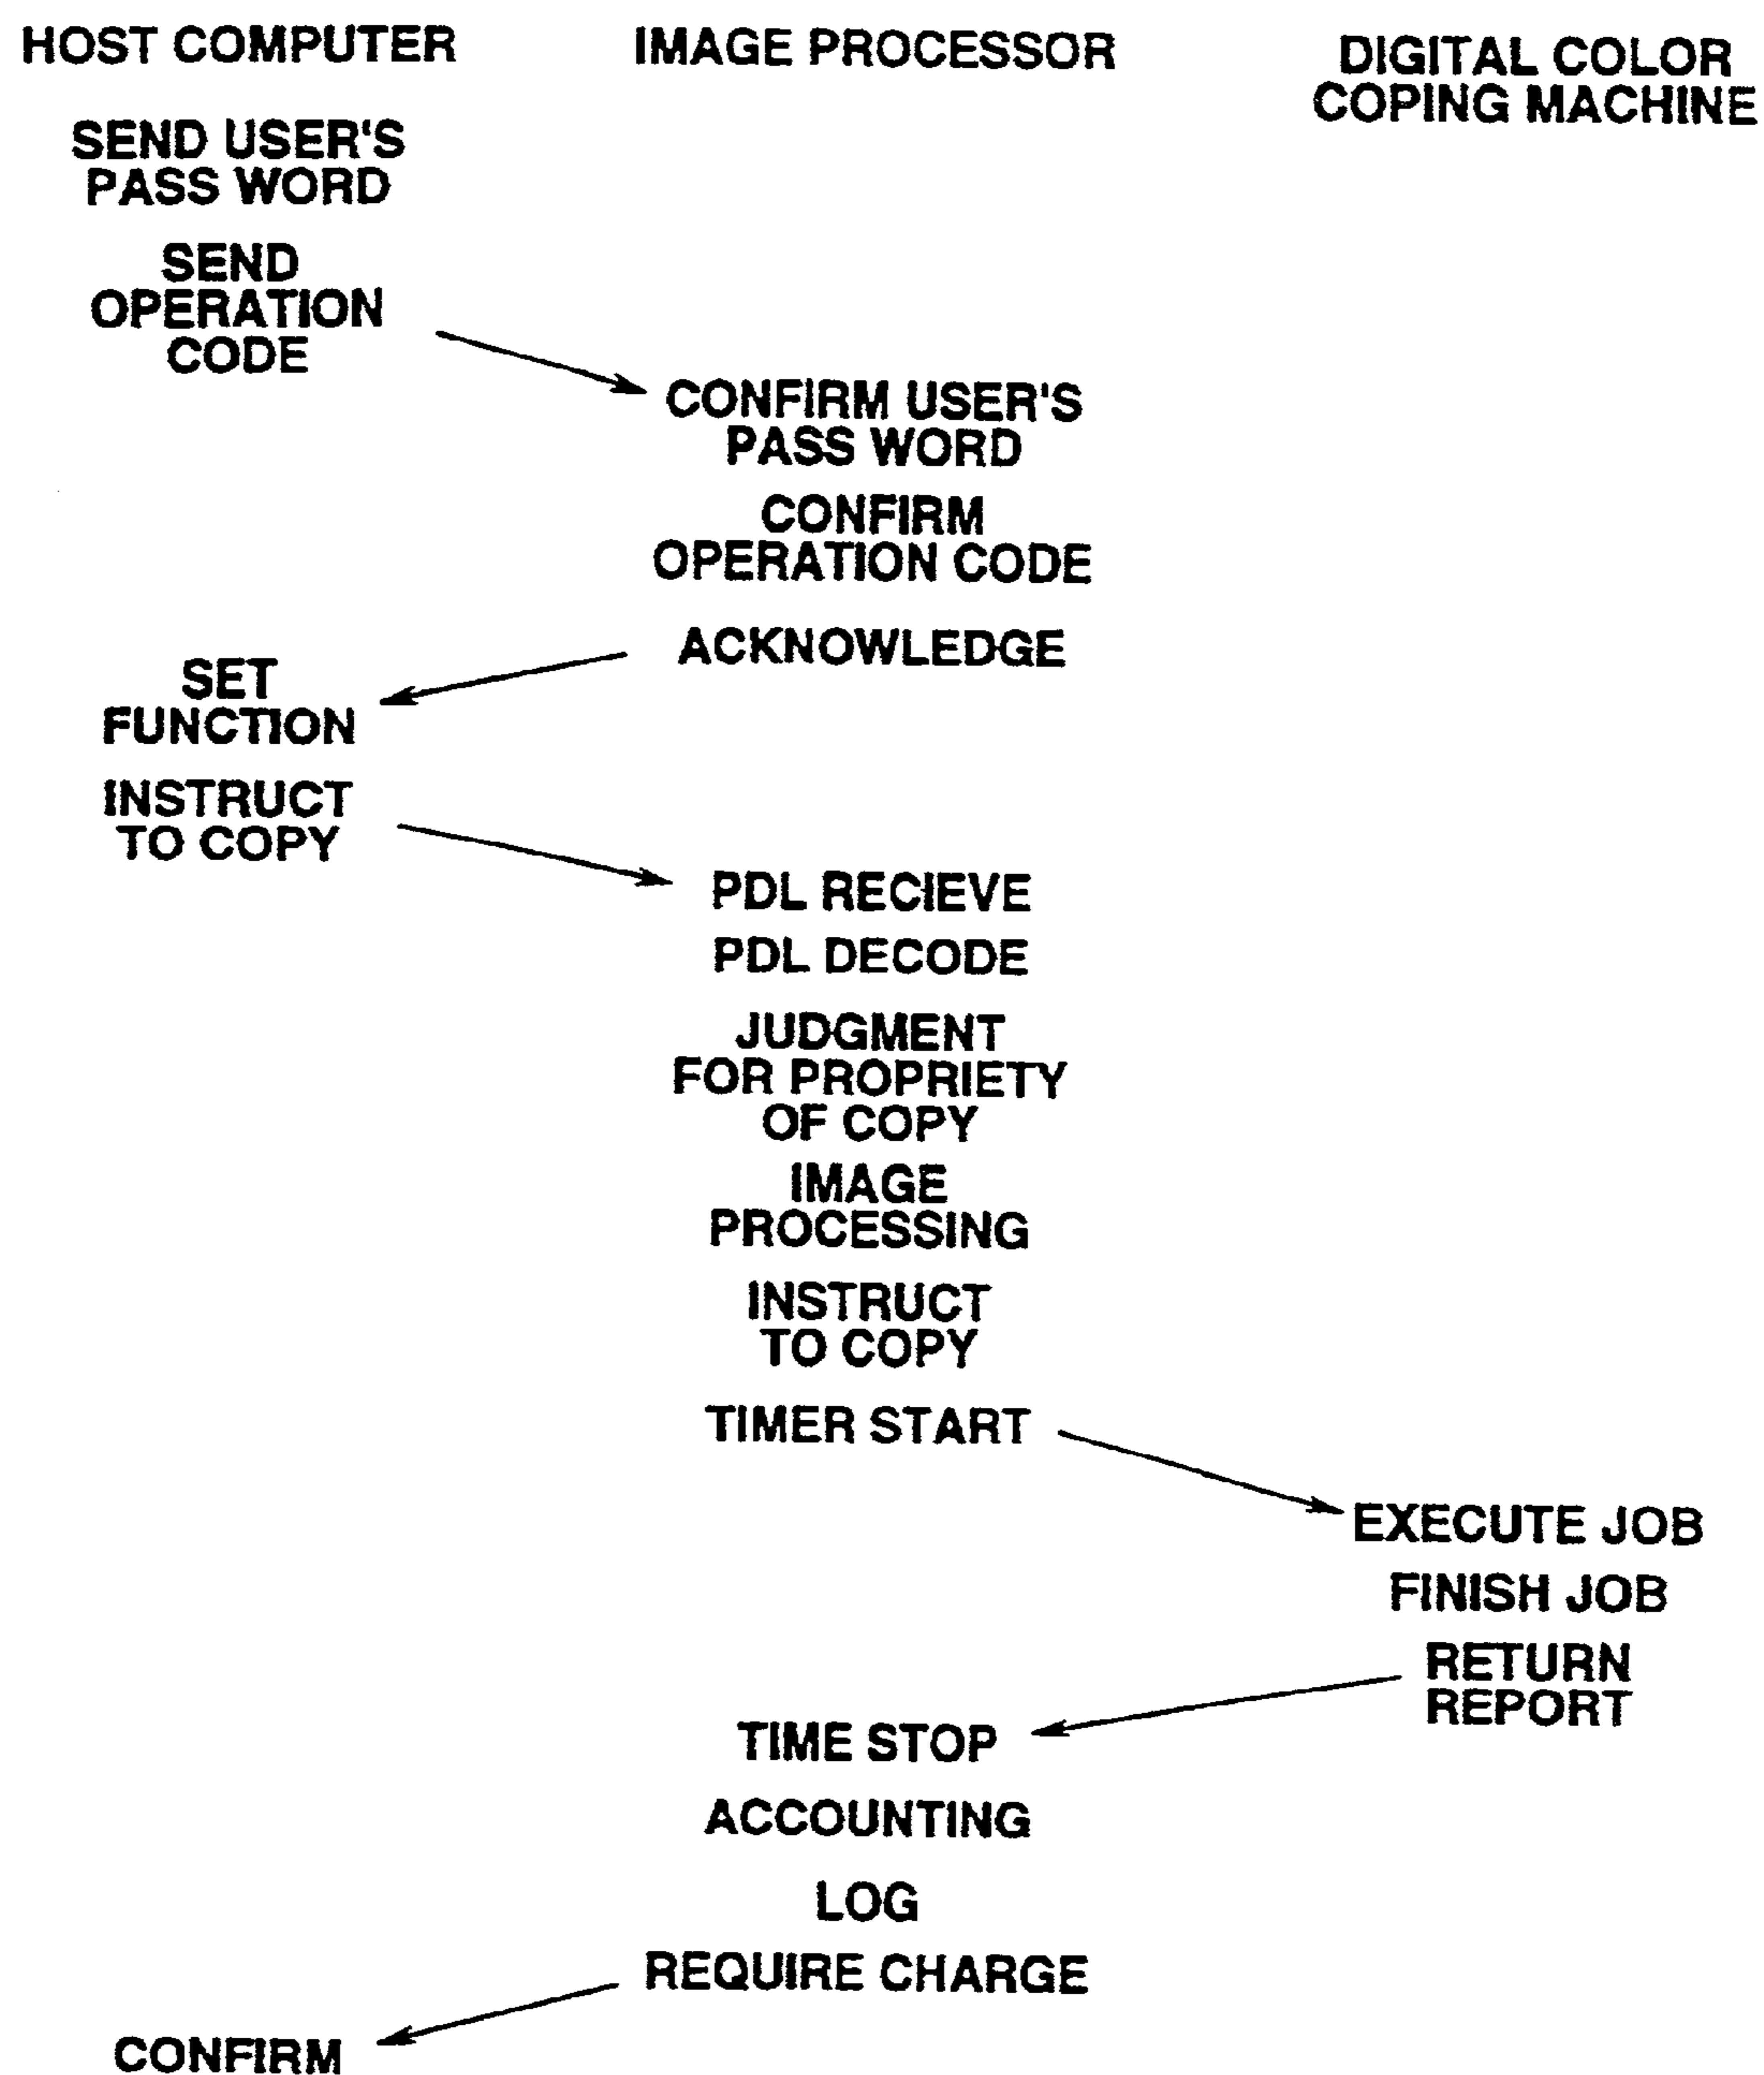 HOST COMPUTER
IMAGE PROCESSOR
DIGITAL COLOR
COPING MACHINE
SEND USER'S
PASS WORD
SEND
OPERATION
CODE
CONFIRM USER'S
PASS WORD
CONFIRM
OPERATION CODE
ACKNOWLEDGE
SET
FUNCTION
INSTRUCT
TO COPY
PDL RECIEVE
PDL DECODE
JUDGMENT
FOR PROPRIETY
OF COPY
IMAGE
PROCESSING
INSTRUCT
TO COPY
TIMER START
EXECUTE JOB
FINISH JOB
RETURN
REPORT
TIME STOP
ACCOUNTING
LOG
REQUIRE CHARGE
CONFIRM